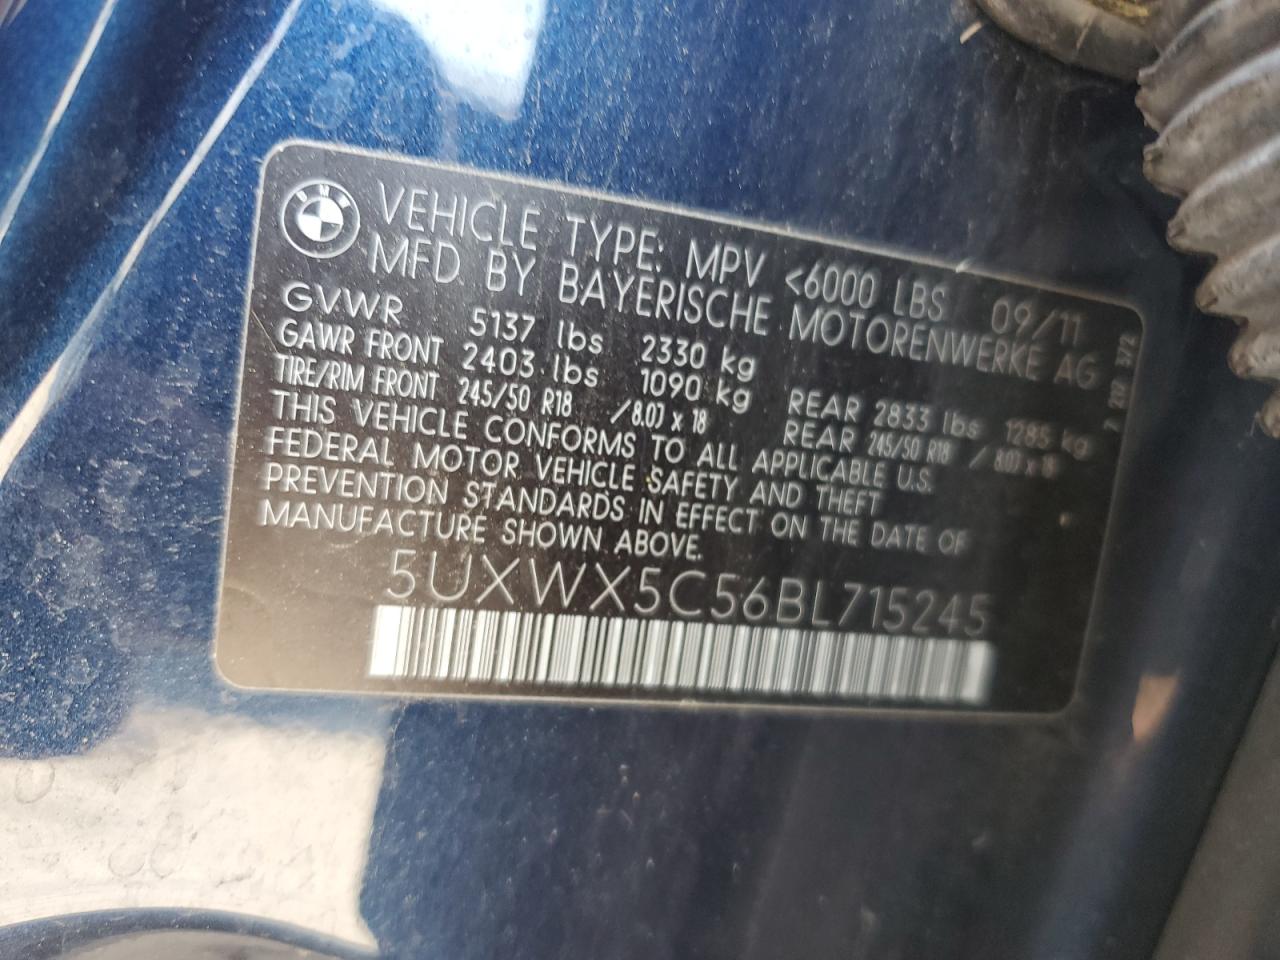 BMW
VEHICLE TYPE: MPV <6000 LBS 09/11
MFD BY BAYERISCHE MOTORENWERKE AG
GVWR 5137 lbs 2330 kg
GAWR FRONT 2403 lbs 1090 kg REAR 2833 lbs 1285 kg
TIRE/RIM FRONT 245/50 R18 /8.0J x 18 REAR 245/50 R18 / 8.0J x 18
THIS VEHICLE CONFORMS TO ALL APPLICABLE U.S.
FEDERAL MOTOR VEHICLE SAFETY AND THEFT
PREVENTION STANDARDS IN EFFECT ON THE DATE OF
MANUFACTURE SHOWN ABOVE.
5UXWX5C56BL715245